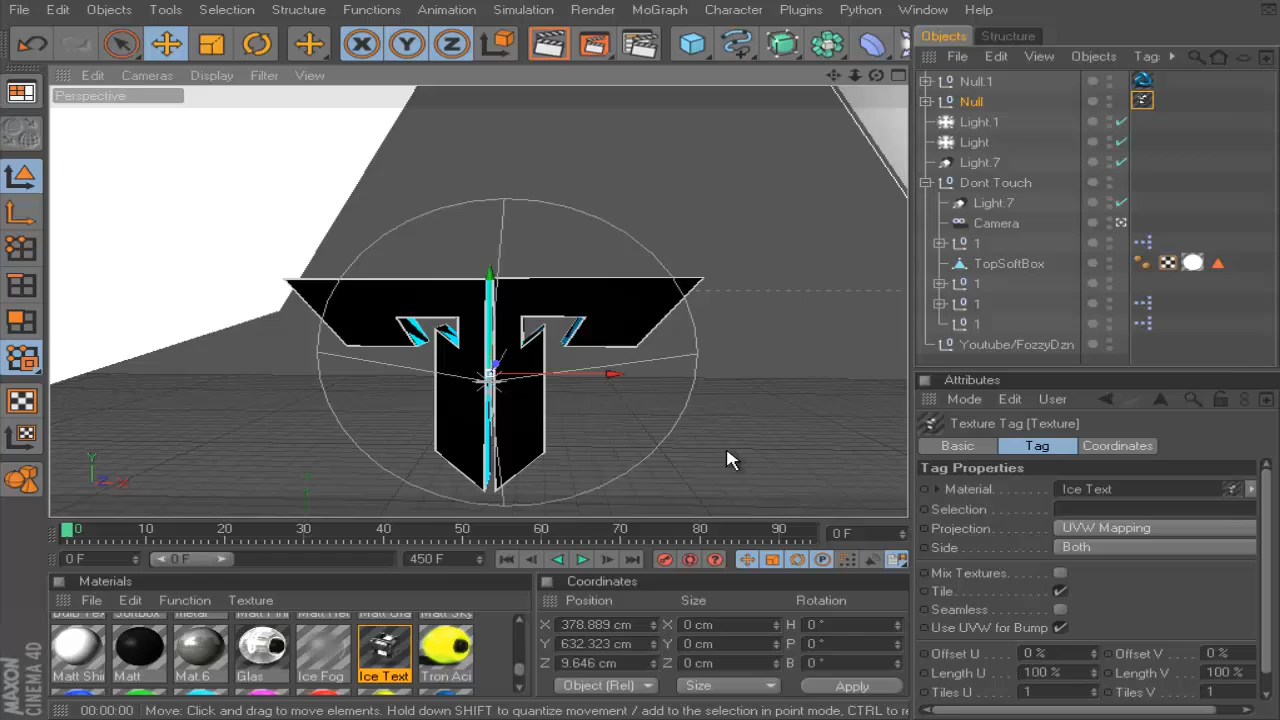 File Edit Objects Tools Selection Structure Functions Animation Simulation Render MoGraph Character Plugins Python Window Help
X Y Z
Objects Structure
File Edit View Objects Tag
Edit Cameras Display Filter View
Perspective
Null.1
Null
Light.1
Light
Light.7
Dont Touch
Light.7
Camera
1
TopSoftBox
1
1
1
Youtube/FozzyDzn
Y
Z X
Attributes
Mode Edit User
Texture Tag [Texture]
Basic Tag Coordinates
Tag Properties
Material Ice Text
Selection
Projection UVW Mapping
Side Both
Mix Textures
Tile
Seamless
Use UVW for Bump
Offset U 0 % Offset V 0 %
Length U 100 % Length V 100 %
Tiles U 1 Tiles V 1
0 10 20 30 40 50 60 70 80 90 0 F
0 F 0 F 450 F
Materials
File Edit Function Texture
Matt Shi Matt Mat.6 Glas Ice Fog Ice Text Tron Aci
Coordinates
Position Size Rotation
X 378.889 cm X 0 cm H 0 °
Y 632.323 cm Y 0 cm P 0 °
Z 9.646 cm Z 0 cm B 0 °
Object (Rel) Size Apply
MAXON CINEMA 4D
00:00:00 Move: Click and drag to move elements. Hold down SHIFT to quantize movement / add to the selection in point mode, CTRL to re